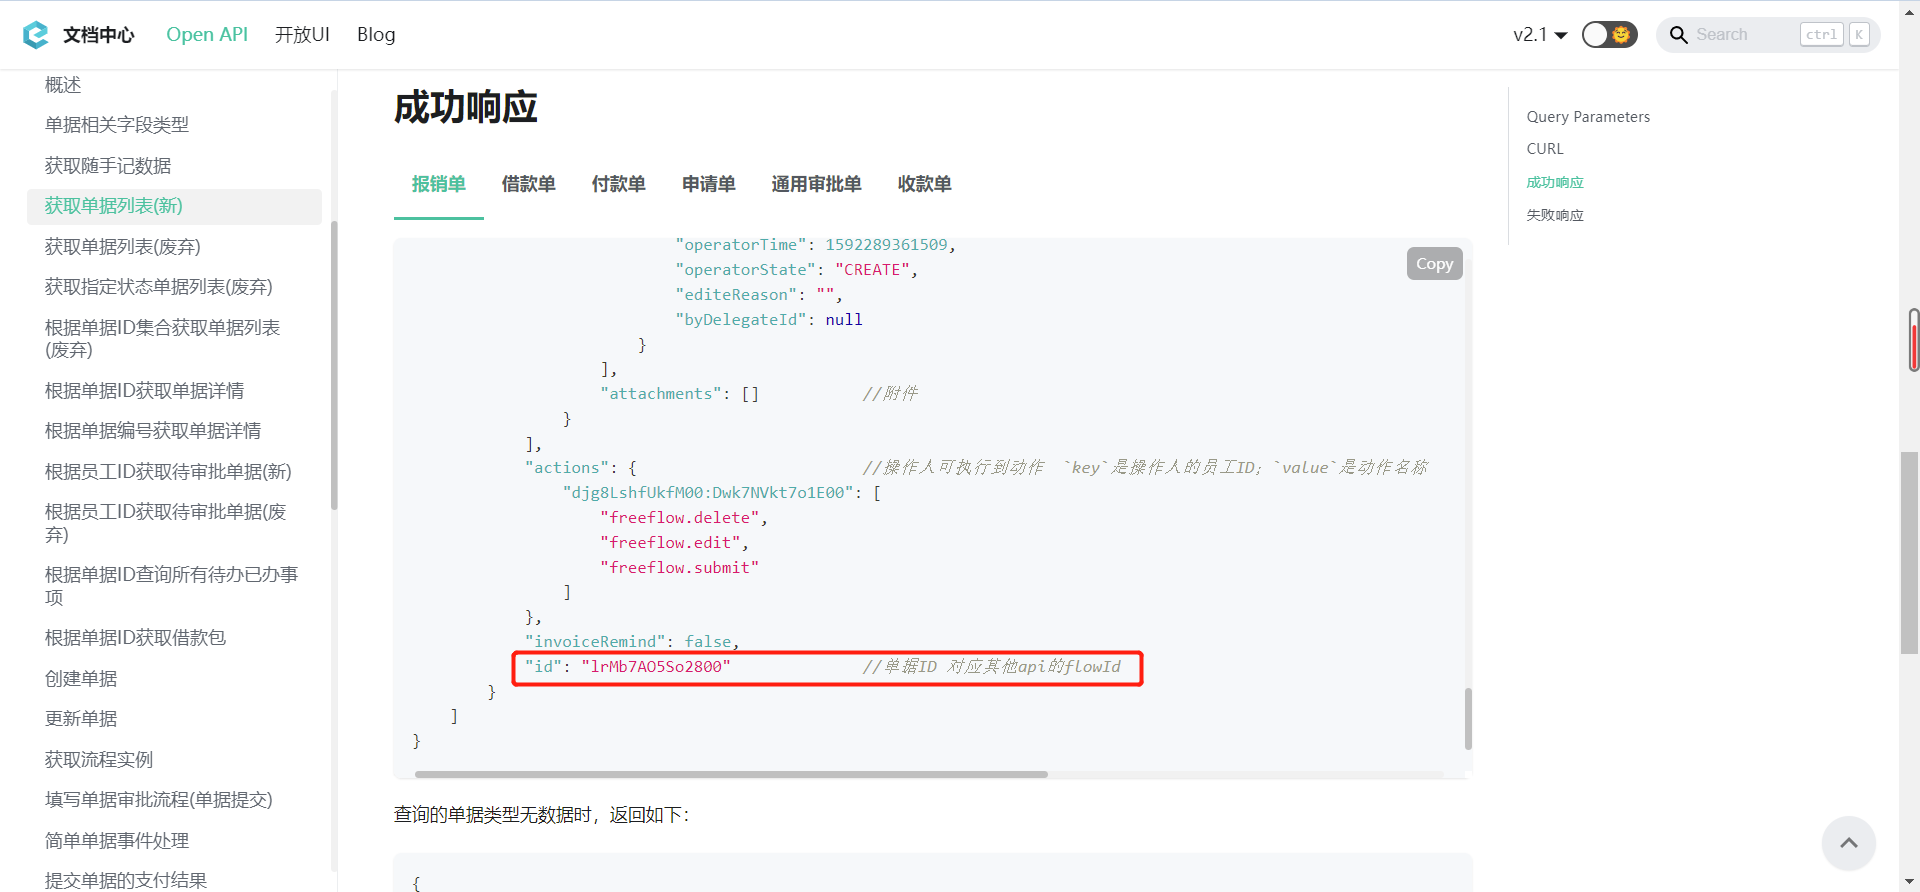 文档中心
Open API
开放UI
Blog
v2.1
Search
ctrl
K
概述
单据相关字段类型
获取随手记数据
获取单据列表(新)
获取单据列表(废弃)
获取指定状态单据列表(废弃)
根据单据ID集合获取单据列表
(废弃)
根据单据ID获取单据详情
根据单据编号获取单据详情
根据员工ID获取待审批单据(新)
根据员工ID获取待审批单据(废
弃)
根据单据ID查询所有待办已办事
项
根据单据ID获取借款包
创建单据
更新单据
获取流程实例
填写单据审批流程(单据提交)
简单单据事件处理
提交单据的支付结果
成功响应
报销单
借款单
付款单
申请单
通用审批单
收款单
"operatorTime": 1592289361509,
"operatorState": "CREATE",
"editeReason": "",
"byDelegateId": null
}
],
"attachments": [] //附件
}
],
"actions": { //操作人可执行到动作 `key`是操作人的员工ID；`value`是动作名称
"djg8LshfUkfM00:Dwk7NVkt7o1E00": [
"freeflow.delete",
"freeflow.edit",
"freeflow.submit"
]
},
"invoiceRemind": false,
"id": "lrMb7AO5So2800" //单据ID 对应其他api的flowId
}
]
}
Copy
查询的单据类型无数据时，返回如下：
{
Query Parameters
CURL
成功响应
失败响应